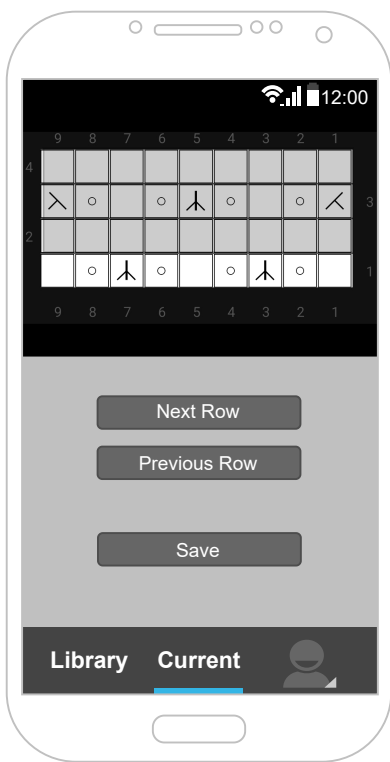 12:00
9 8 7 6 5 4 3 2 1
4
3
2
1
9 8 7 6 5 4 3 2 1
Next Row
Previous Row
Save
Library Current